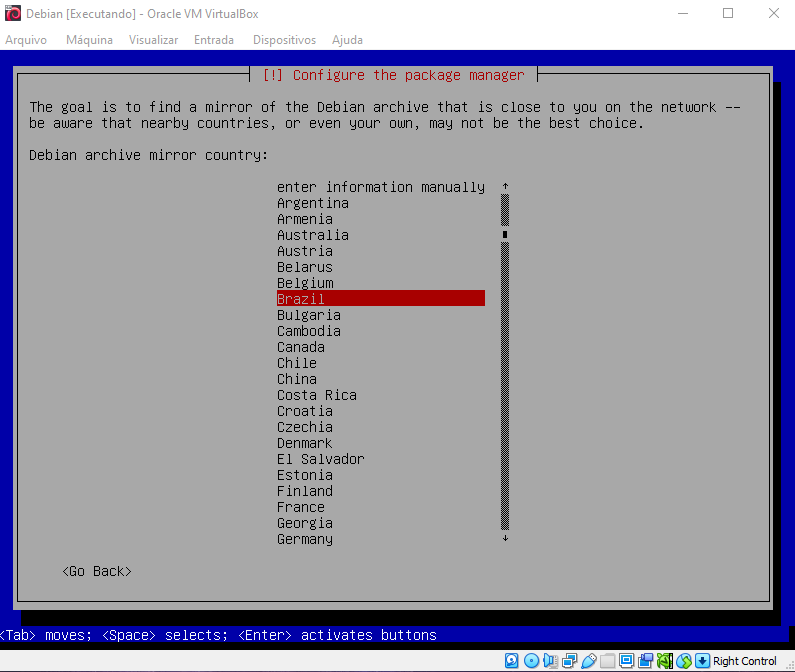 Debian [Executando] - Oracle VM VirtualBox
Arquivo Máquina Visualizar Entrada Dispositivos Ajuda
[!] Configure the package manager
The goal is to find a mirror of the Debian archive that is close to you on the network --
be aware that nearby countries, or even your own, may not be the best choice.
Debian archive mirror country:
enter information manually
Argentina
Armenia
Australia
Austria
Belarus
Belgium
Brazil
Bulgaria
Cambodia
Canada
Chile
China
Costa Rica
Croatia
Czechia
Denmark
El Salvador
Estonia
Finland
France
Georgia
Germany
<Go Back>
<Tab> moves; <Space> selects; <Enter> activates buttons
Right Control